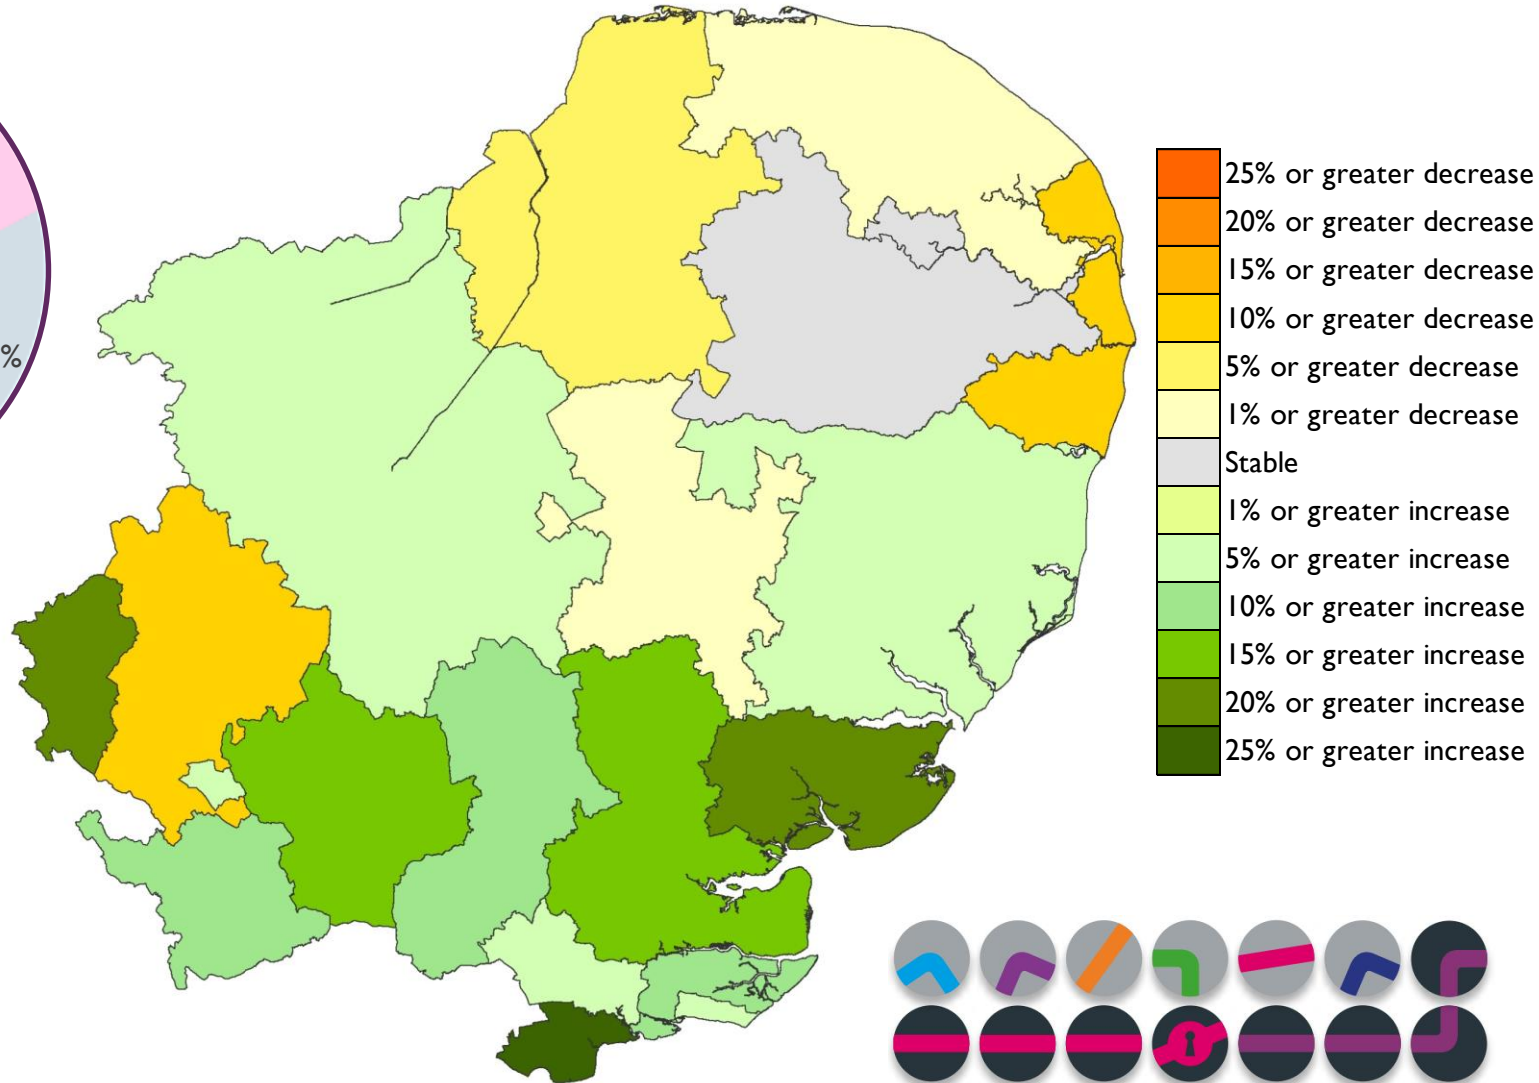 %
25% or greater decrease
20% or greater decrease
15% or greater decrease
10% or greater decrease
5% or greater decrease
1% or greater decrease
Stable
1% or greater increase
5% or greater increase
10% or greater increase
15% or greater increase
20% or greater increase
25% or greater increase